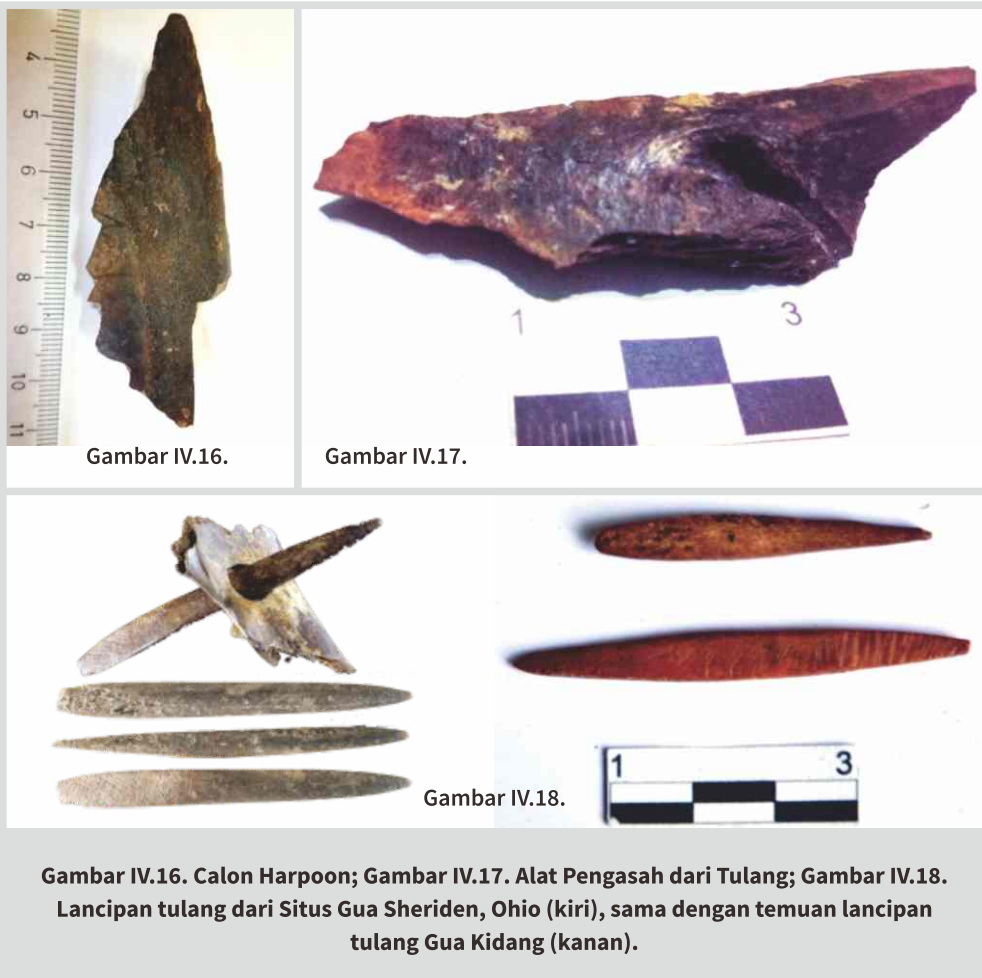 4
5
6
7
8
9
10
11
Gambar IV.16.
1 3
Gambar IV.17.
1 3
Gambar IV.18.
Gambar IV.16. Calon Harpoon; Gambar IV.17. Alat Pengasah dari Tulang; Gambar IV.18.
Lancipan tulang dari Situs Gua Sheriden, Ohio (kiri), sama dengan temuan lancipan
tulang Gua Kidang (kanan).